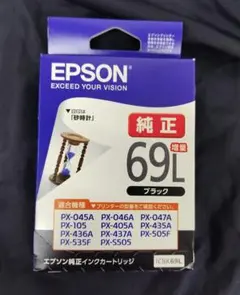 EPSON
EXCEED YOUR VISION
「砂時計」
純正
69L
増量
ブラック
適合機種
▼プリンターの型番をご確認ください。
PX-045A PX-046A PX-047A
PX-105 PX-405A PX-435A
PX-436A PX-437A PX-505F
PX-535F PX-S505
エプソン純正インクカートリッジ
ICBK69L